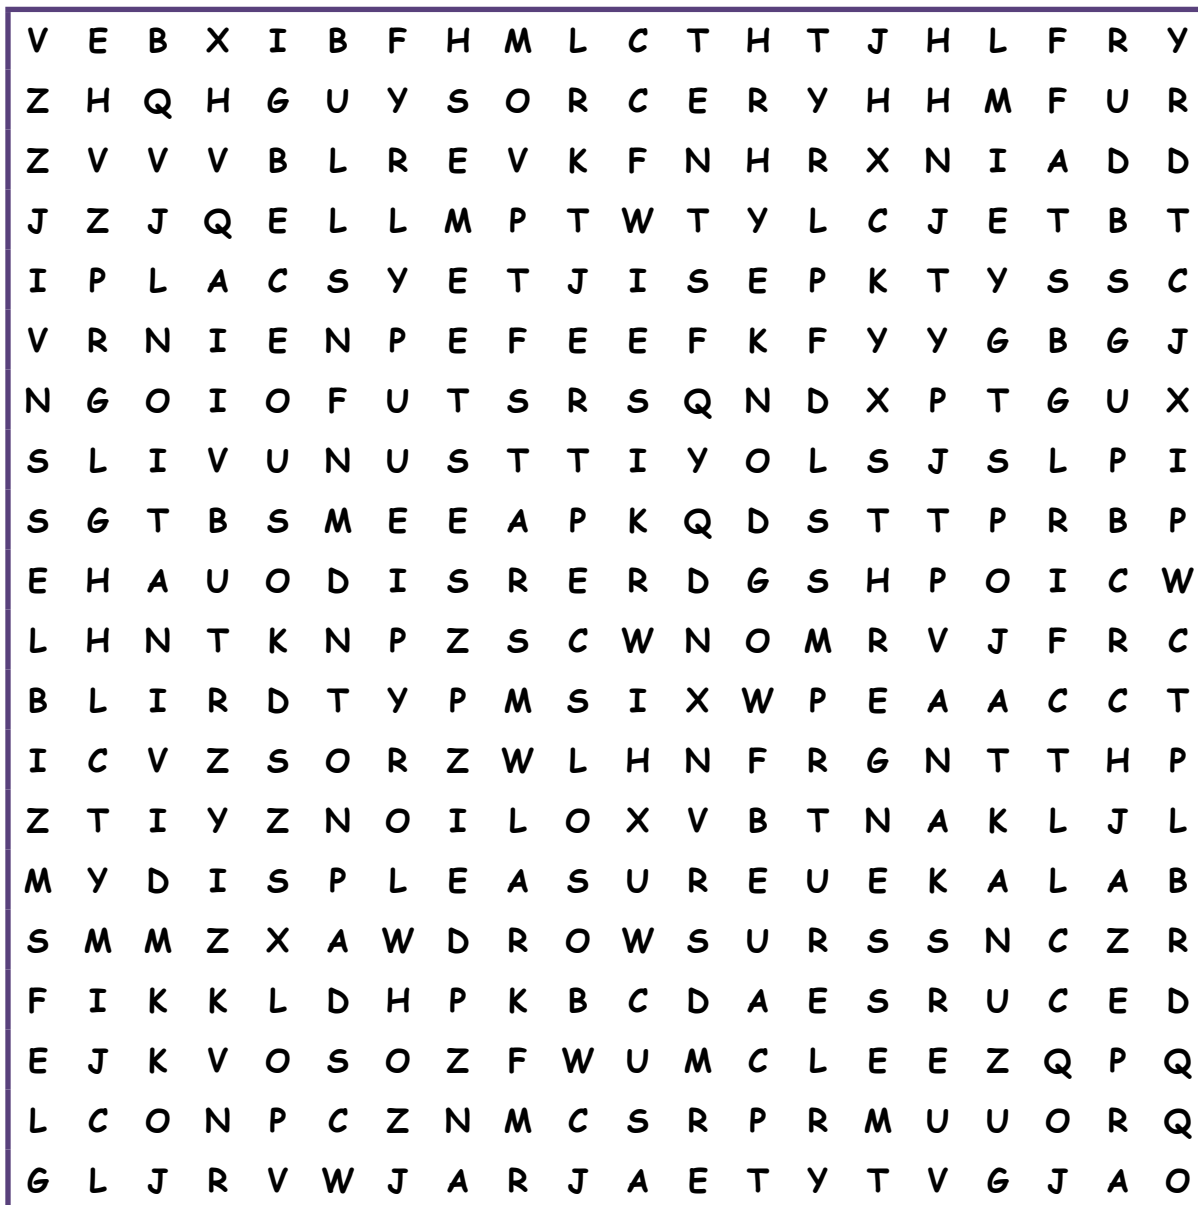 V E B X I B F H M L C T H T J H L F R Y
Z H Q H G U Y S O R C E R Y H H M F U R
Z V V V B L R E V K F N H R X N I A D D
J Z J Q E L L M P T W T Y L C J E T B T
I P L A C S Y E T J I S E P K T Y S S C
V R N I E N P E F E E F K F Y Y G B G J
N G O I O F U T S R S Q N D X P T G U X
S L I V U N U S T T I Y O L S J S L P I
S G T B S M E E A P K Q D S T T P R B P
E H A U O D I S R E R D G S H P O I C W
L H N T K N P Z S C W N O M R V J F R C
B L I R D T Y P M S I X W P E A A C C T
I C V Z S O R Z W L H N F R G N T T H P
Z T I Y Z N O I L O X V B T N A K L J L
M Y D I S P L E A S U R E U E K A L A B
S M M Z X A W D R O W S U R S S N C Z R
F I K K L D H P K B C D A E S R U C E D
E J K V O S O Z F W U M C L E E Z Q P Q
L C O N P C Z N M C S R P R M U U O R Q
G L J R V W J A R J A E T Y T V G J A O